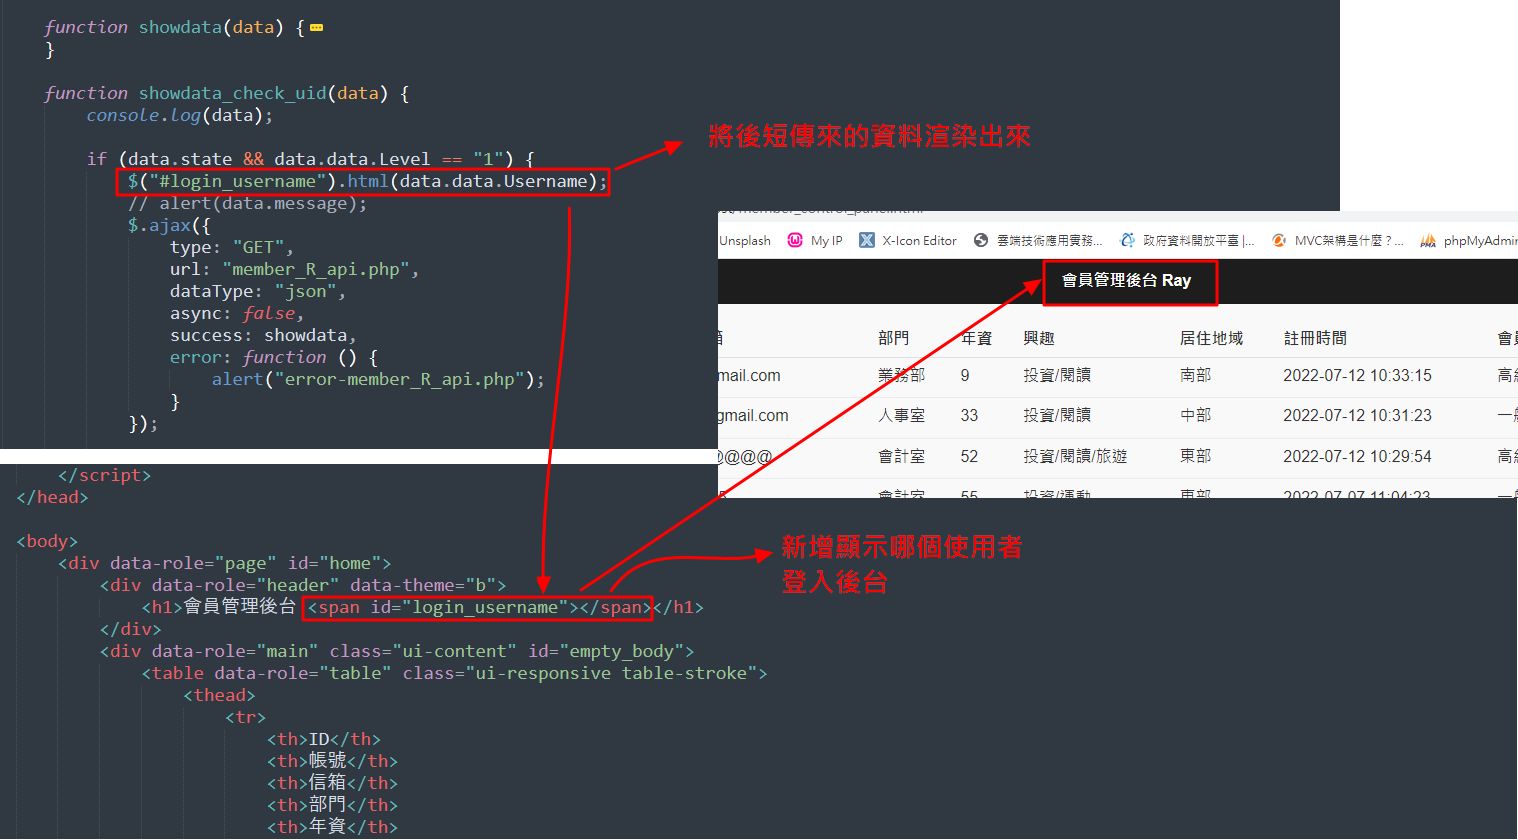 function showdata(data) {
}
function showdata_check_uid(data) {
console.log(data);
if (data.state && data.data.Level == "1") {
$("#login_username").html(data.data.Username);
// alert(data.message);
$.ajax({
type: "GET",
url: "member_R_api.php",
dataType: "json",
async: false,
success: showdata,
error: function () {
alert("error-member_R_api.php");
}
});
將後短傳來的資料渲染出來
Unsplash My IP X-Icon Editor 雲端技術應用實務... 政府資料開放平臺 |... MVC架構是什麼？... phpMyAdmin
會員管理後台 Ray
部門 年資 興趣 居住地域 註冊時間
mail.com 業務部 9 投資/閱讀 南部 2022-07-12 10:33:15 高級
gmail.com 人事室 33 投資/閱讀 中部 2022-07-12 10:31:23 一般
@@@@ 會計室 52 投資/閱讀/旅遊 東部 2022-07-12 10:29:54 高級
會計室 55 投資/運動 東部 2022-07-07 11:04:23 一般
</script>
</head>
<body>
<div data-role="page" id="home">
<div data-role="header" data-theme="b">
<h1>會員管理後台 <span id="login_username"></span></h1>
</div>
<div data-role="main" class="ui-content" id="empty_body">
<table data-role="table" class="ui-responsive table-stroke">
<thead>
<tr>
<th>ID</th>
<th>帳號</th>
<th>信箱</th>
<th>部門</th>
<th>年資</th>
新增顯示哪個使用者
登入後台